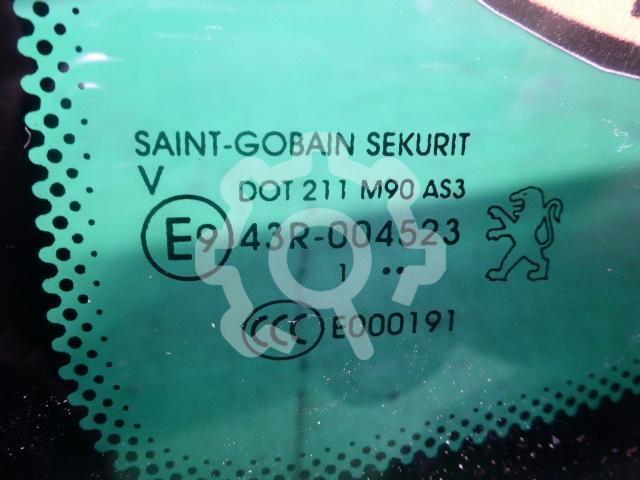 SAINT-GOBAIN SEKURIT
V DOT 211 M90 AS3
E9 43R-004523
1 ••
CCC E000191